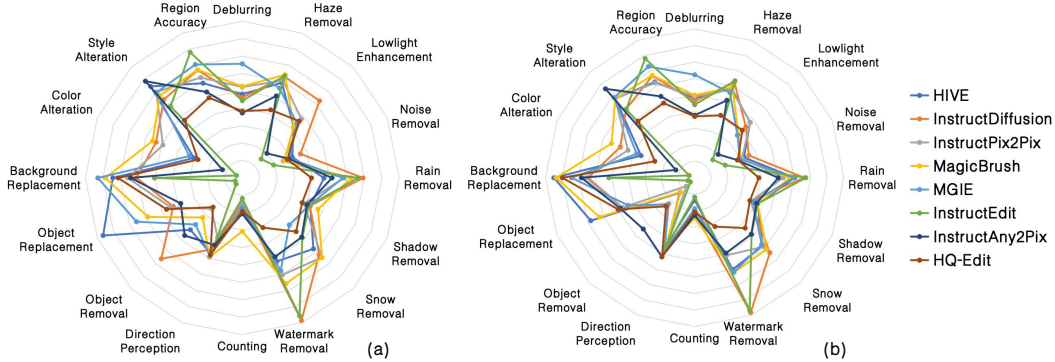 Deblurring
Haze
Removal
Lowlight
Enhancement
Noise
Removal
Rain
Removal
Shadow
Removal
Snow
Removal
Watermark
Removal
Counting
Direction
Perception
Object
Removal
Object
Replacement
Background
Replacement
Color
Alteration
Style
Alteration
Region
Accuracy
(a)
Deblurring
Haze
Removal
Lowlight
Enhancement
Noise
Removal
Rain
Removal
Shadow
Removal
Snow
Removal
Watermark
Removal
Counting
Direction
Perception
Object
Removal
Object
Replacement
Background
Replacement
Color
Alteration
Style
Alteration
Region
Accuracy
(b)
HIVE
InstructDiffusion
InstructPix2Pix
MagicBrush
MGIE
InstructEdit
InstructAny2Pix
HQ-Edit